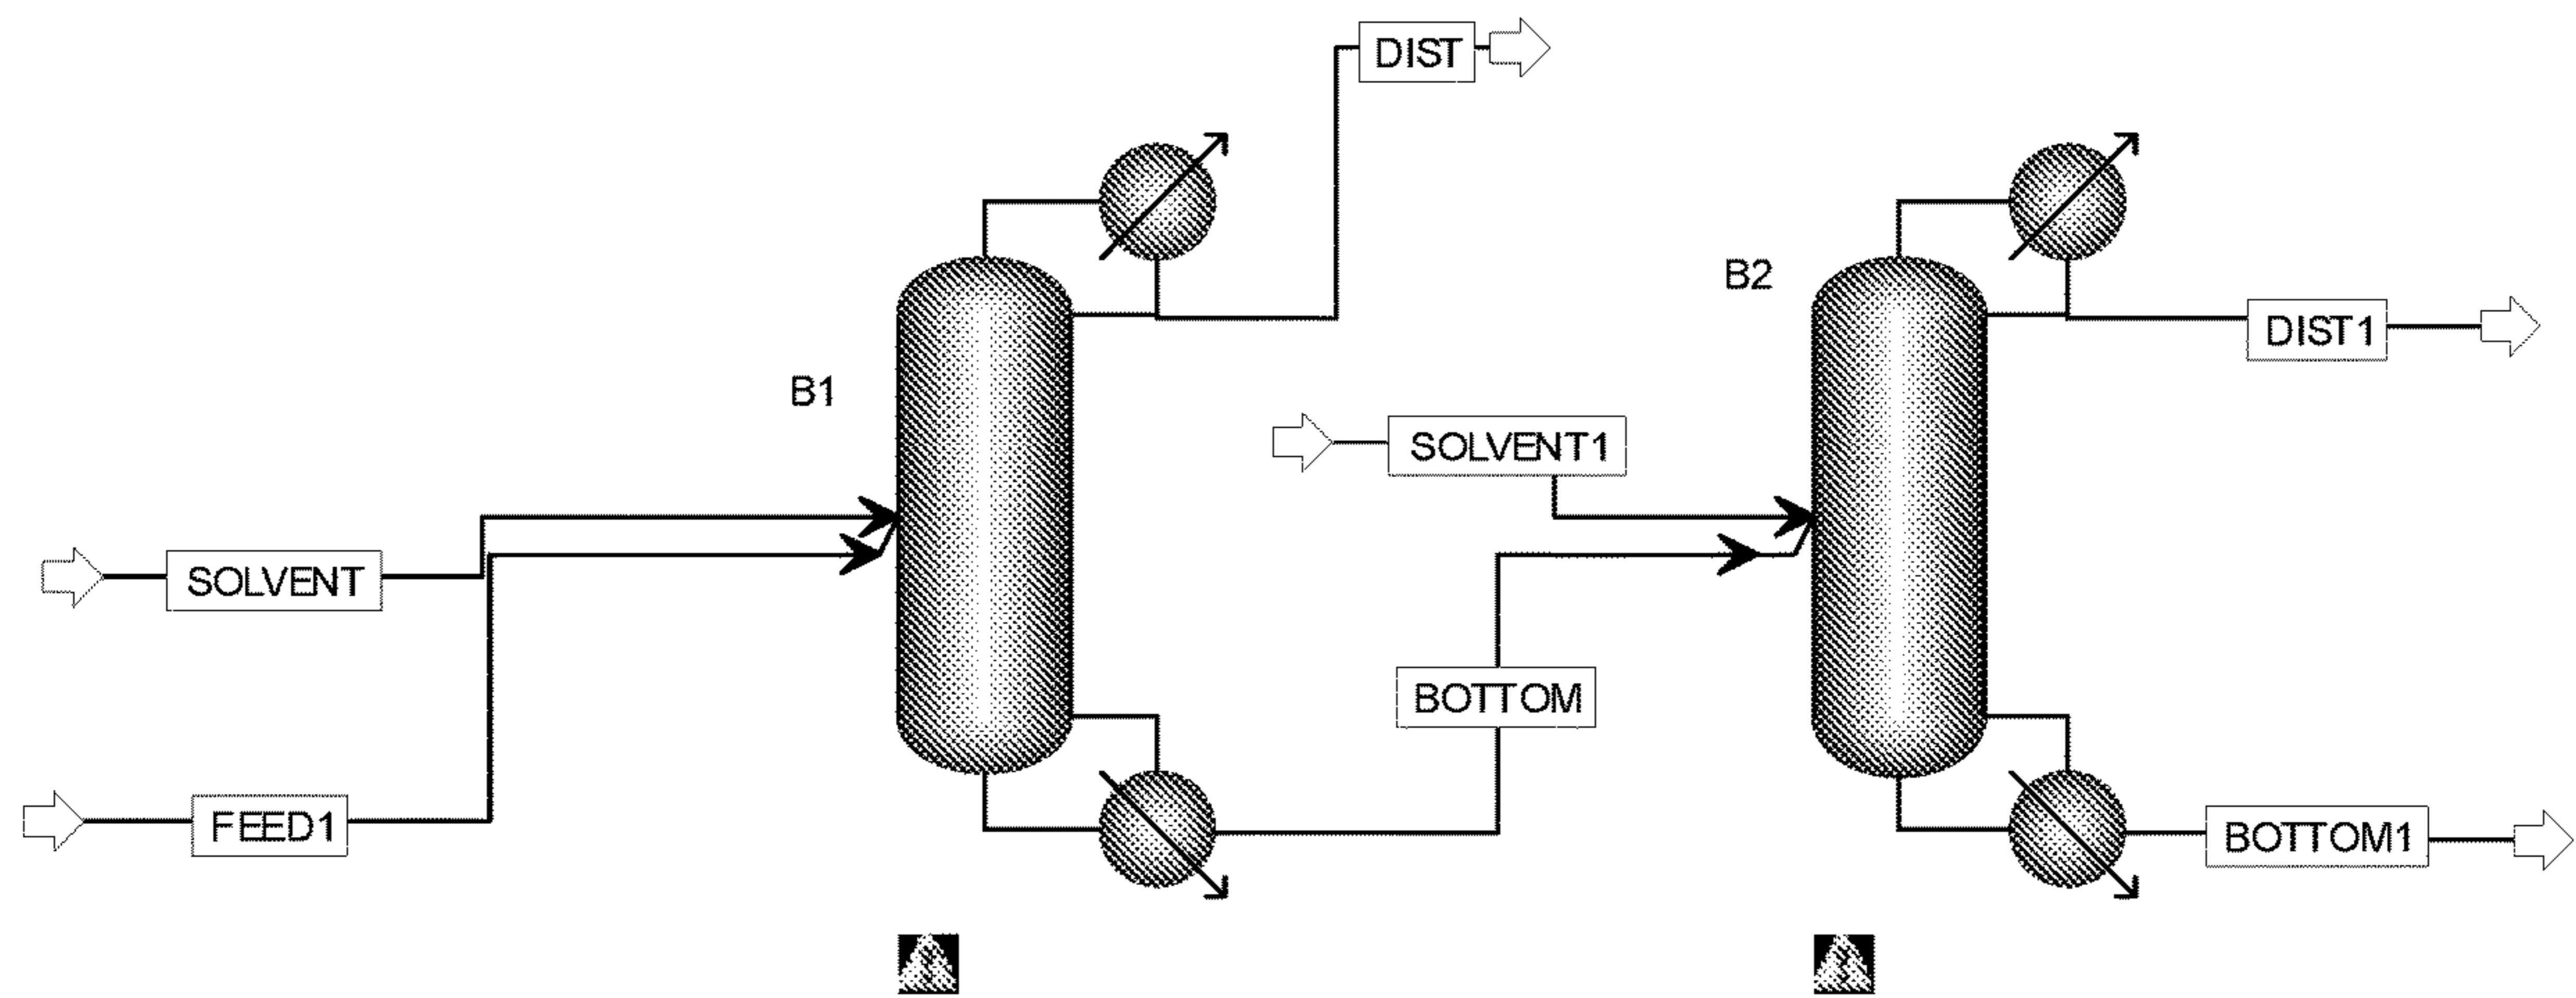 DIST
B2
DIST1
B1
SOLVENT1
SOLVENT
BOTTOM
FEED1
BOTTOM1